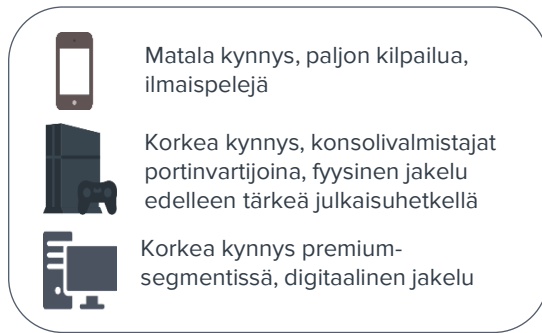 Matala kynnys, paljon kilpailua,
ilmaispelejä
Korkea kynnys, konsolivalmistajat
portinvartijoina, fyysinen jakelu
edelleen tärkeä julkaisuhetkellä
Korkea kynnys premium-
segmentissä, digitaalinen jakelu